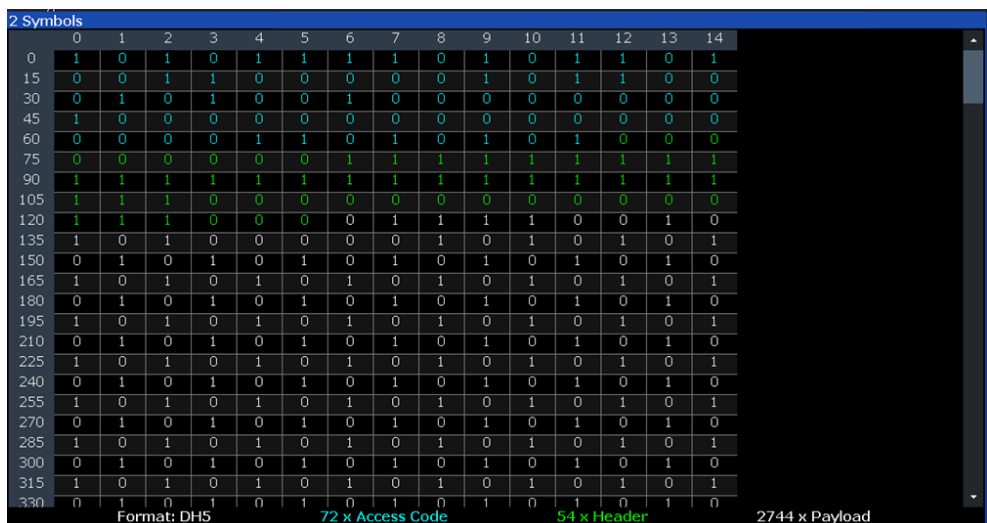 2 Symbols
0 1 2 3 4 5 6 7 8 9 10 11 12 13 14
0 1 0 1 0 1 1 1 1 0 1 0 1 1 0 1
15 0 0 1 1 0 0 0 0 0 1 0 1 1 0 0
30 0 1 0 1 0 0 1 0 0 0 0 0 0 0 0
45 1 0 0 0 0 0 0 0 0 0 0 0 0 0 0
60 0 0 0 0 1 1 0 1 0 1 0 1 0 0 0
75 0 0 0 0 0 0 1 1 1 1 1 1 1 1 1
90 1 1 1 1 1 1 1 1 1 1 1 1 1 1 1
105 1 1 1 0 0 0 0 0 0 0 0 0 0 0 0
120 1 1 1 0 0 0 0 1 1 1 1 0 0 1 0
135 1 0 1 0 0 0 0 0 1 0 1 0 1 0 1
150 0 1 0 1 0 1 0 1 0 1 0 1 0 1 0
165 1 0 1 0 1 0 1 0 1 0 1 0 1 0 1
180 0 1 0 1 0 1 0 1 0 1 0 1 0 1 0
195 1 0 1 0 1 0 1 0 1 0 1 0 1 0 1
210 0 1 0 1 0 1 0 1 0 1 0 1 0 1 0
225 1 0 1 0 1 0 1 0 1 0 1 0 1 0 1
240 0 1 0 1 0 1 0 1 0 1 0 1 0 1 0
255 1 0 1 0 1 0 1 0 1 0 1 0 1 0 1
270 0 1 0 1 0 1 0 1 0 1 0 1 0 1 0
285 1 0 1 0 1 0 1 0 1 0 1 0 1 0 1
300 0 1 0 1 0 1 0 1 0 1 0 1 0 1 0
315 1 0 1 0 1 0 1 0 1 0 1 0 1 0 1
330 0 1 0 1 0 1 0 1 0 1 0 1 0 1 0
Format: DH5 72 x Access Code 54 x Header 2744 x Payload